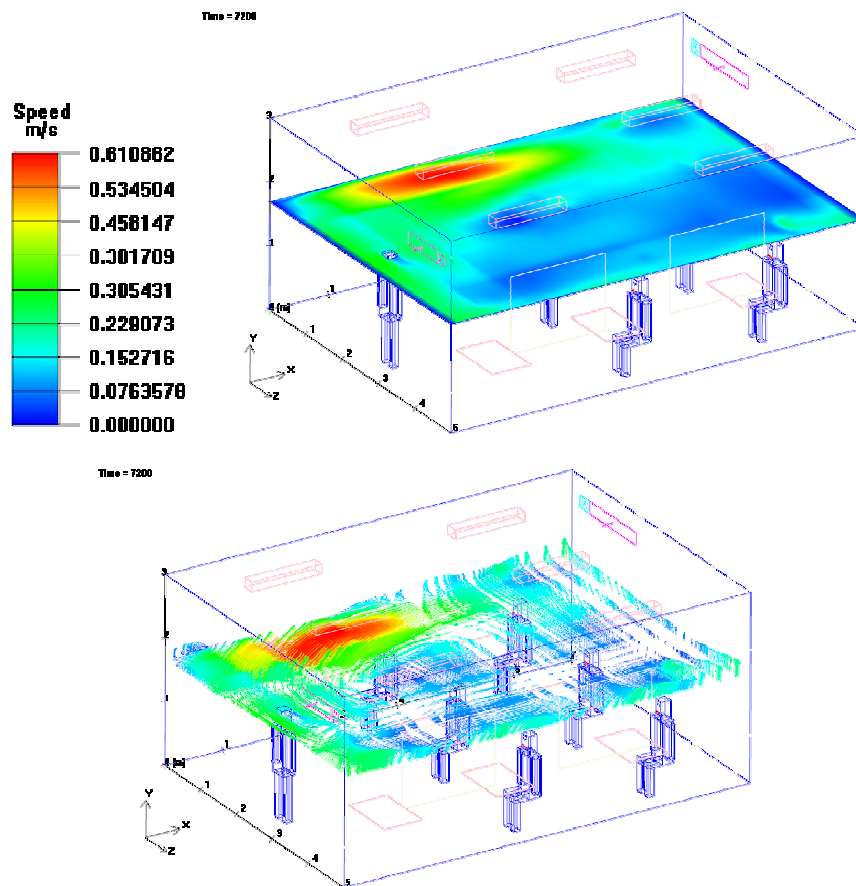 Time = 7200
Speed
m/s
0.610862
0.534504
0.458147
0.381789
0.305431
0.229073
0.152716
0.0763578
0.000000
3
2
1
0 [m]
1
1
2
3
4
5
Y
X
Z
Time = 7200
3
2
1
0 [m]
1
1
2
3
4
5
Y
X
Z